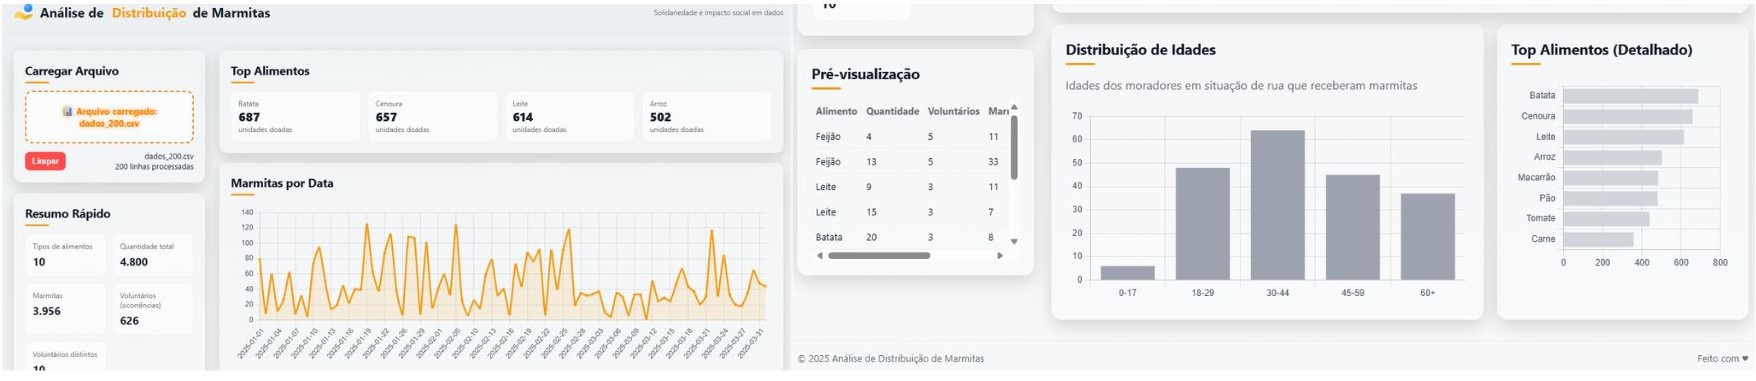 Análise de Distribuição de Marmitas
Solidariedade e impacto social em dados
Carregar Arquivo
Arquivo carregado:
dados_200.csv
Limpar
dados_200.csv
200 linhas processadas
Resumo Rápido
Tipos de alimentos
10
Quantidade total
4.800
Marmitas
3.956
Voluntários
(ocorrências)
626
Voluntários distintos
10
Top Alimentos
Batata
687
unidades doadas
Cenoura
657
unidades doadas
Leite
614
unidades doadas
Arroz
502
unidades doadas
Marmitas por Data
140
120
100
80
60
40
20
0
2025-01-01
2025-01-04
2025-01-07
2025-01-10
2025-01-13
2025-01-16
2025-01-19
2025-01-22
2025-01-26
2025-01-29
2025-02-01
2025-02-05
2025-02-10
2025-02-13
2025-02-16
2025-02-19
2025-02-22
2025-02-25
2025-02-28
2025-03-03
2025-03-06
2025-03-09
2025-03-12
2025-03-15
2025-03-18
2025-03-21
2025-03-24
2025-03-27
2025-03-31
10
Pré-visualização
Alimento Quantidade Voluntários Marm
Feijão 4 5 11
Feijão 13 5 33
Leite 9 3 11
Leite 15 3 7
Batata 20 3 8
Distribuição de Idades
Idades dos moradores em situação de rua que receberam marmitas
70
60
50
40
30
20
10
0
0-17 18-29 30-44 45-59 60+
Top Alimentos (Detalhado)
Batata
Cenoura
Leite
Arroz
Macarrão
Pão
Tomate
Carne
0 200 400 600 800
© 2025 Análise de Distribuição de Marmitas
Feito com ♥